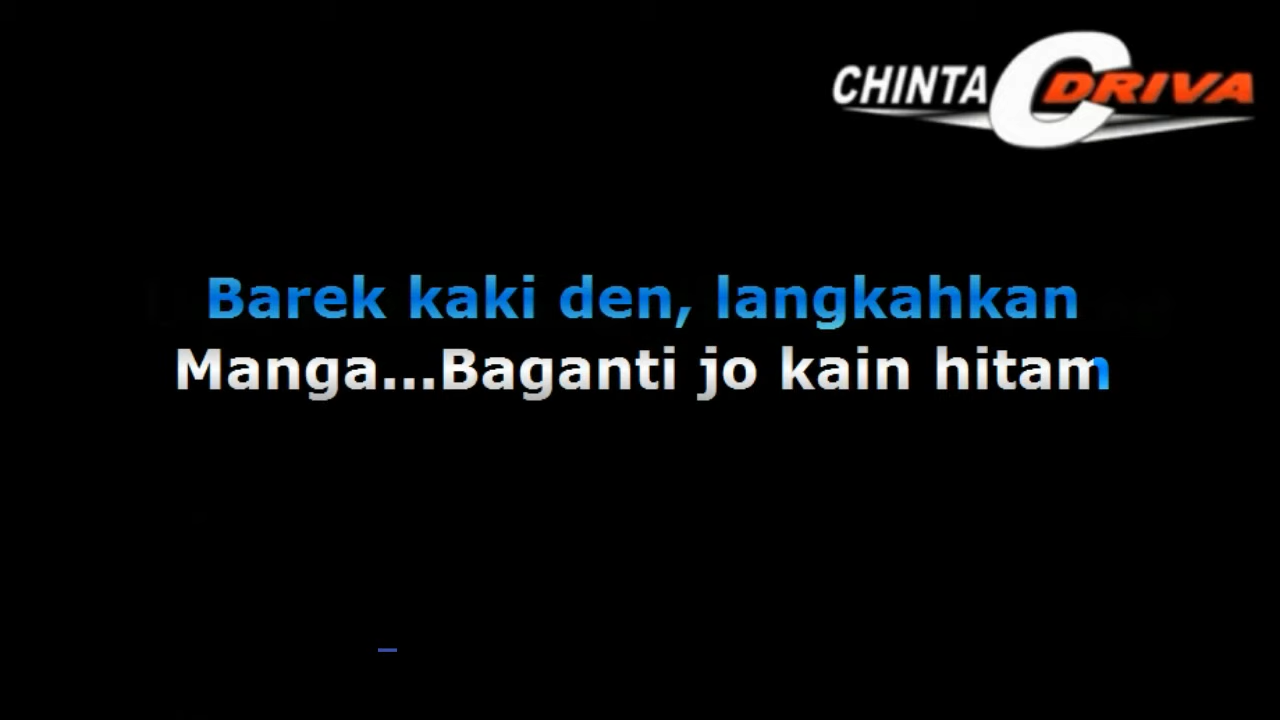 CHINTA C DRIVA
Barek kaki den, langkahkan
Manga...Baganti jo kain hitam